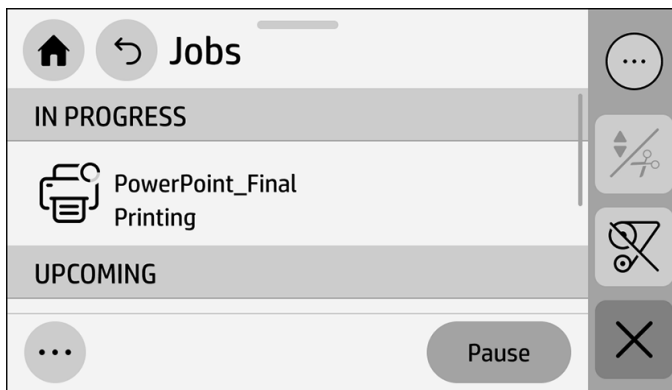 Jobs
IN PROGRESS
PowerPoint_Final
Printing
UPCOMING
Pause